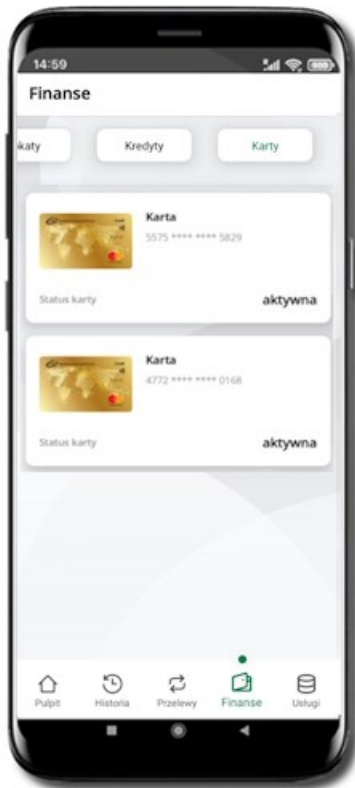 14:59
Finanse
katy
Kredyty
Karty
Karta
5575 **** **** 5829
Status karty
aktywna
Karta
4772 **** **** 0168
Status karty
aktywna
Pulpit
Historia
Przelewy
Finanse
Usługi